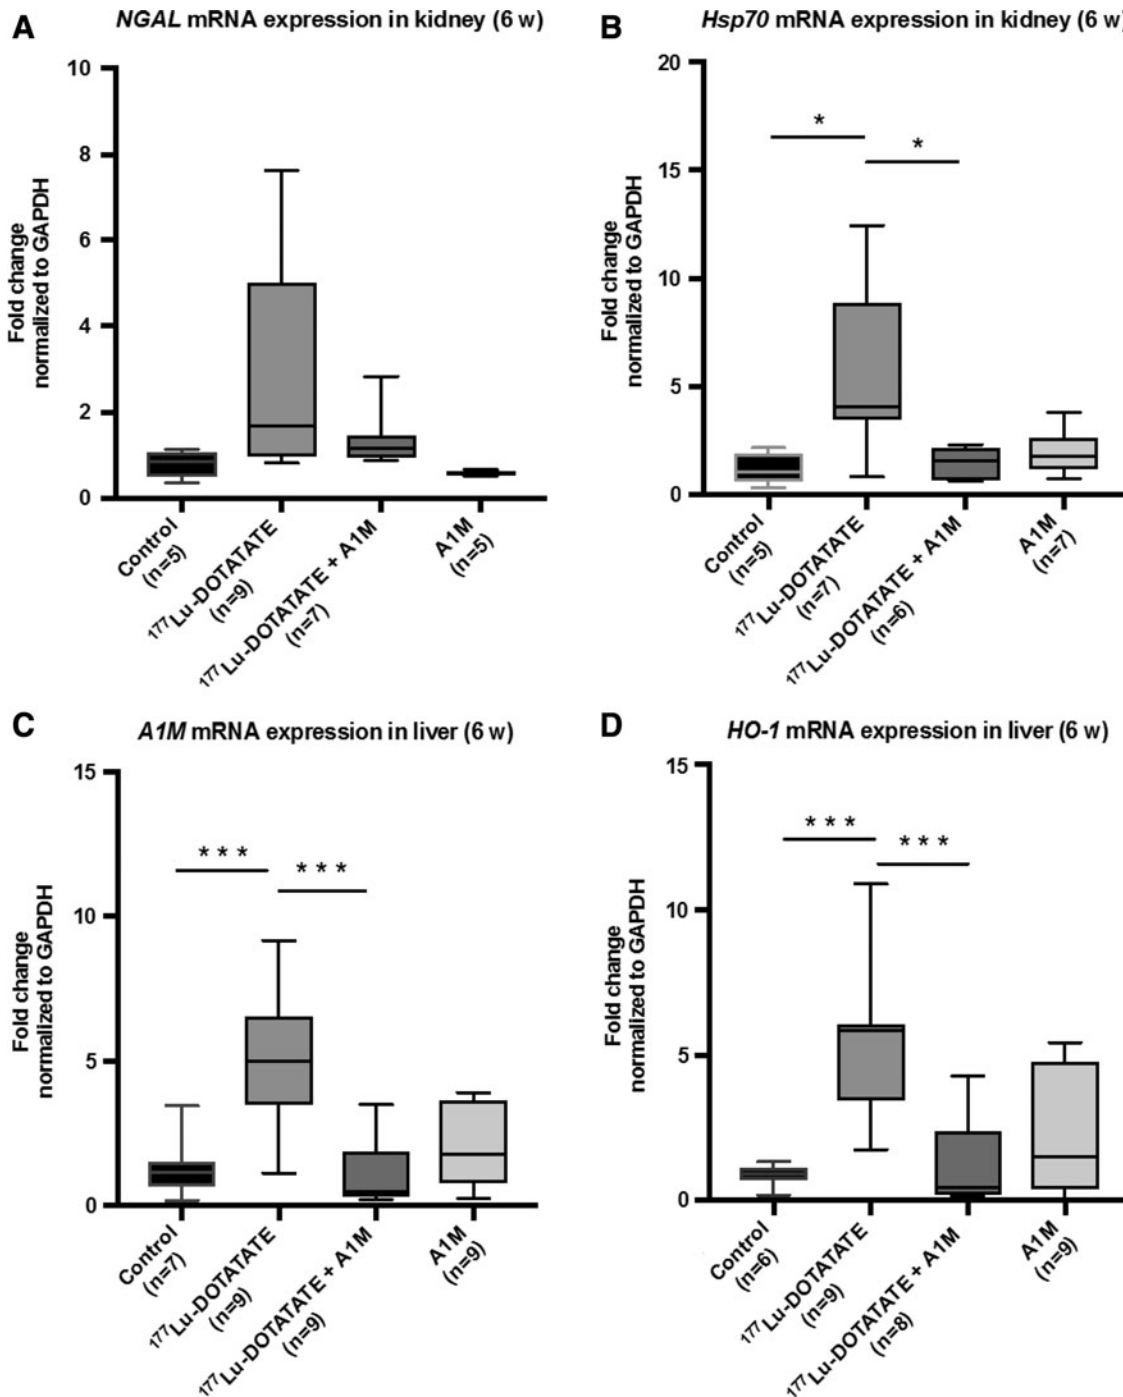 A
NGAL mRNA expression in kidney (6 w)
10
8
6
4
2
0
Fold change
normalized to GAPDH
Control
(n=5)
¹⁷⁷Lu-DOTATATE
(n=9)
¹⁷⁷Lu-DOTATATE + A1M
(n=7)
A1M
(n=5)
B
Hsp70 mRNA expression in kidney (6 w)
20
15
10
5
0
Fold change
normalized to GAPDH
*
*
Control
(n=5)
¹⁷⁷Lu-DOTATATE
(n=7)
¹⁷⁷Lu-DOTATATE + A1M
(n=6)
A1M
(n=7)
C
A1M mRNA expression in liver (6 w)
15
10
5
0
Fold change
normalized to GAPDH
* * *
* * *
Control
(n=7)
¹⁷⁷Lu-DOTATATE
(n=9)
¹⁷⁷Lu-DOTATATE + A1M
(n=9)
A1M
(n=9)
D
HO-1 mRNA expression in liver (6 w)
15
10
5
0
Fold change
normalized to GAPDH
* * *
* * *
Control
(n=6)
¹⁷⁷Lu-DOTATATE
(n=9)
¹⁷⁷Lu-DOTATATE + A1M
(n=8)
A1M
(n=9)